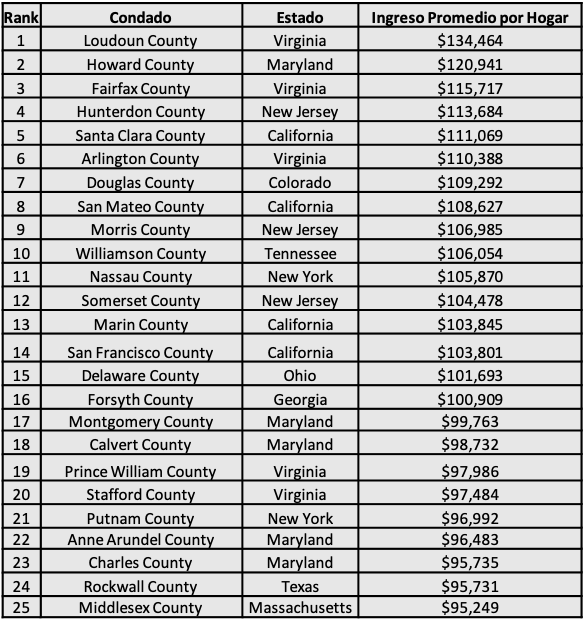 Rank Condado Estado Ingreso Promedio por Hogar
1 Loudoun County Virginia $134,464
2 Howard County Maryland $120,941
3 Fairfax County Virginia $115,717
4 Hunterdon County New Jersey $113,684
5 Santa Clara County California $111,069
6 Arlington County Virginia $110,388
7 Douglas County Colorado $109,292
8 San Mateo County California $108,627
9 Morris County New Jersey $106,985
10 Williamson County Tennessee $106,054
11 Nassau County New York $105,870
12 Somerset County New Jersey $104,478
13 Marin County California $103,845
14 San Francisco County California $103,801
15 Delaware County Ohio $101,693
16 Forsyth County Georgia $100,909
17 Montgomery County Maryland $99,763
18 Calvert County Maryland $98,732
19 Prince William County Virginia $97,986
20 Stafford County Virginia $97,484
21 Putnam County New York $96,992
22 Anne Arundel County Maryland $96,483
23 Charles County Maryland $95,735
24 Rockwall County Texas $95,731
25 Middlesex County Massachusetts $95,249